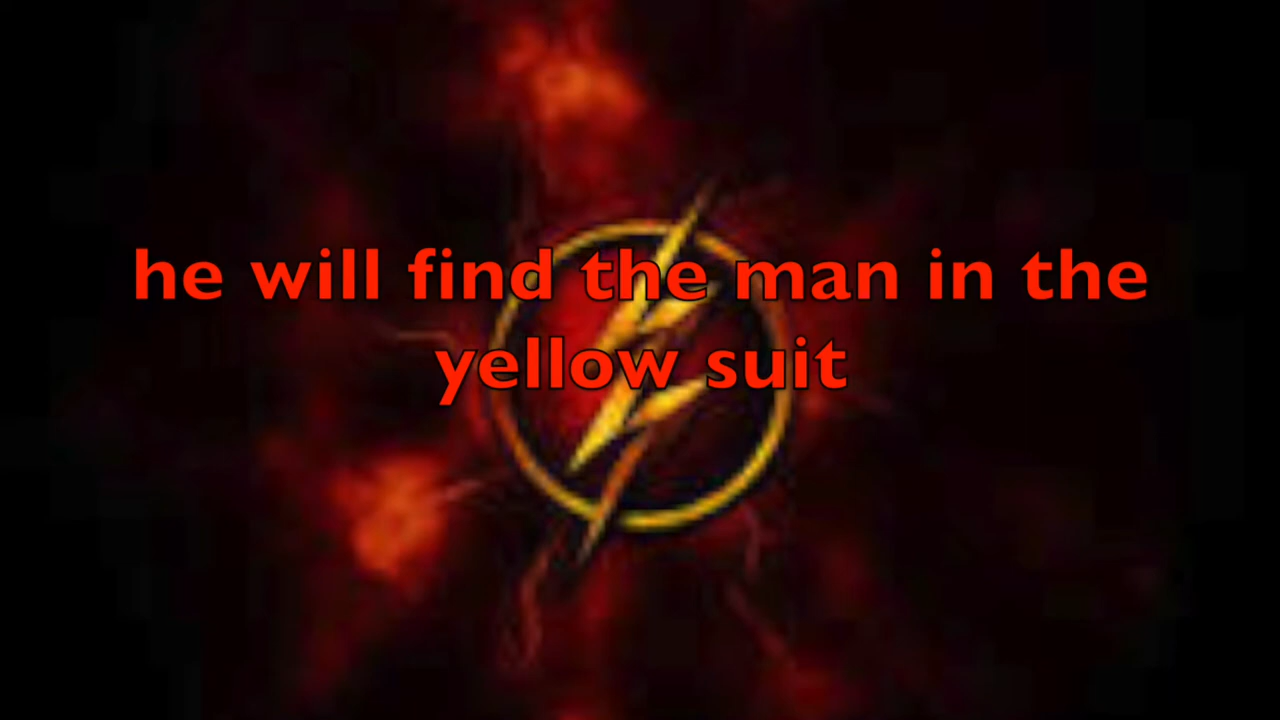 he will find the man in the
yellow suit